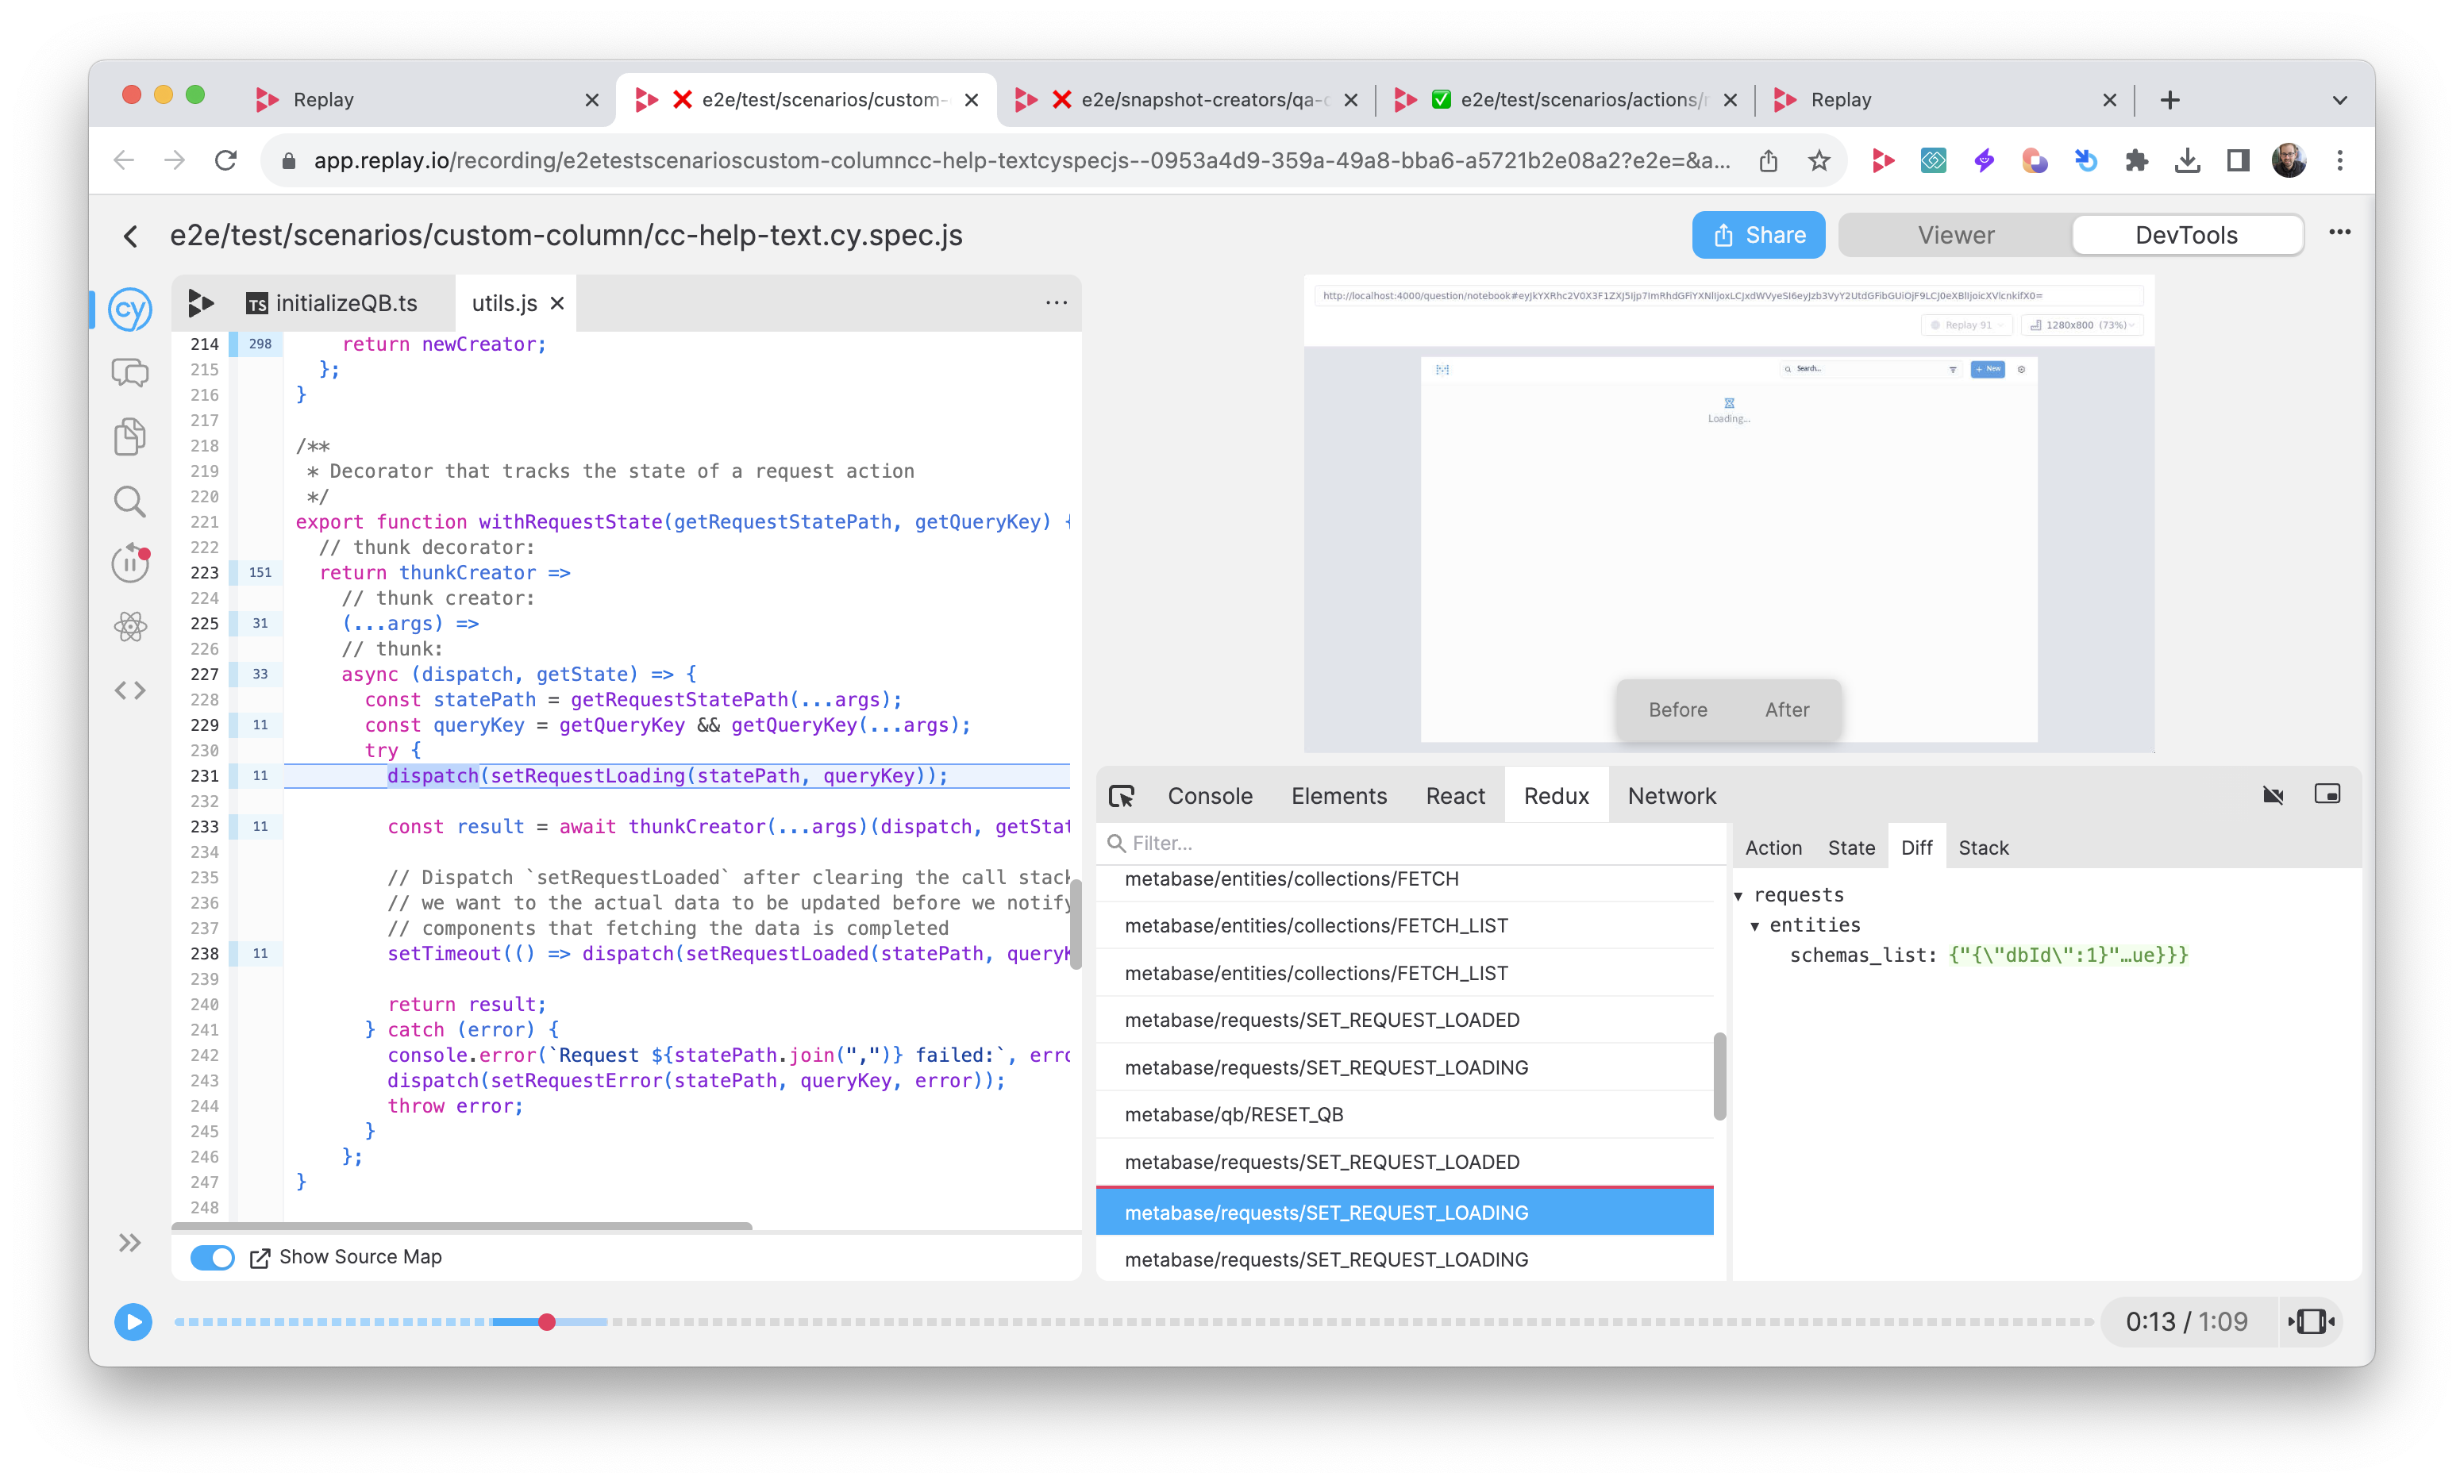 Replay
e2e/test/scenarios/custom-
e2e/snapshot-creators/qa-
e2e/test/scenarios/actions/
Replay
app.replay.io/recording/e2etestscenarioscustom-columncc-help-textcyspecjs--0953a4d9-359a-49a8-bba6-a5721b2e08a2?e2e=&a...
e2e/test/scenarios/custom-column/cc-help-text.cy.spec.js
Share
Viewer
DevTools
cy
TS initializeQB.ts
utils.js
214 298 return newCreator;
215 };
216 }
217
218 /**
219 * Decorator that tracks the state of a request action
220 */
221 export function withRequestState(getRequestStatePath, getQueryKey) {
222 // thunk decorator:
223 151 return thunkCreator =>
224 // thunk creator:
225 31 (...args) =>
226 // thunk:
227 33 async (dispatch, getState) => {
228 const statePath = getRequestStatePath(...args);
229 11 const queryKey = getQueryKey && getQueryKey(...args);
230 try {
231 11 dispatch(setRequestLoading(statePath, queryKey));
232
233 11 const result = await thunkCreator(...args)(dispatch, getStat
234
235 // Dispatch `setRequestLoaded` after clearing the call stack
236 // we want to the actual data to be updated before we notify
237 // components that fetching the data is completed
238 11 setTimeout(() => dispatch(setRequestLoaded(statePath, queryK
239
240 return result;
241 } catch (error) {
242 console.error(`Request ${statePath.join(",")} failed:`, erro
243 dispatch(setRequestError(statePath, queryKey, error));
244 throw error;
245 }
246 };
247 }
248
Show Source Map
Replay 91
1280x800 (73%)
Search...
+ New
Loading...
Before
After
Console
Elements
React
Redux
Network
Filter...
metabase/entities/collections/FETCH
metabase/entities/collections/FETCH_LIST
metabase/entities/collections/FETCH_LIST
metabase/requests/SET_REQUEST_LOADED
metabase/requests/SET_REQUEST_LOADING
metabase/qb/RESET_QB
metabase/requests/SET_REQUEST_LOADED
metabase/requests/SET_REQUEST_LOADING
metabase/requests/SET_REQUEST_LOADING
Action
State
Diff
Stack
requests
entities
schemas_list: {"{\"dbId\":1}"…ue}}}
0:13 / 1:09